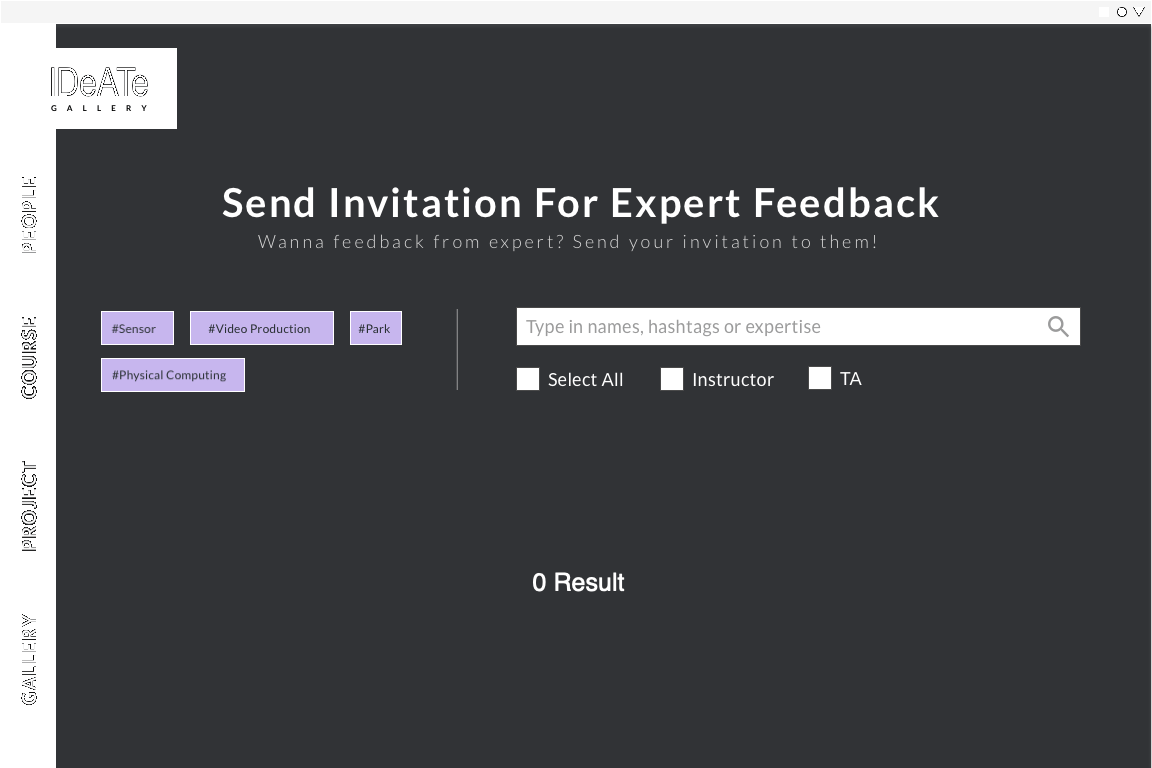 IDeATe
GALLERY
PEOPLE
COURSE
PROJECT
GALLERY
Send Invitation For Expert Feedback
Wanna feedback from expert? Send your invitation to them!
#Sensor
#Video Production
#Park
#Physical Computing
Type in names, hashtags or expertise
Select All
Instructor
TA
0 Result